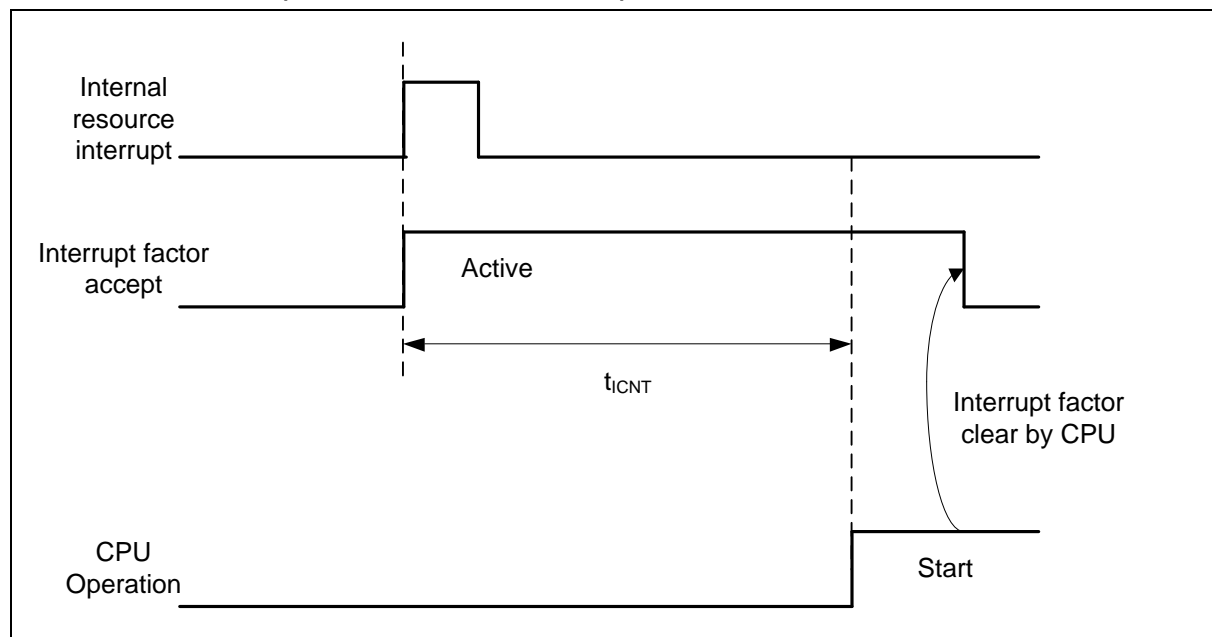 Internal
resource
interrupt
Interrupt factor
accept
Active
tICNT
Interrupt factor
clear by CPU
CPU
Operation
Start